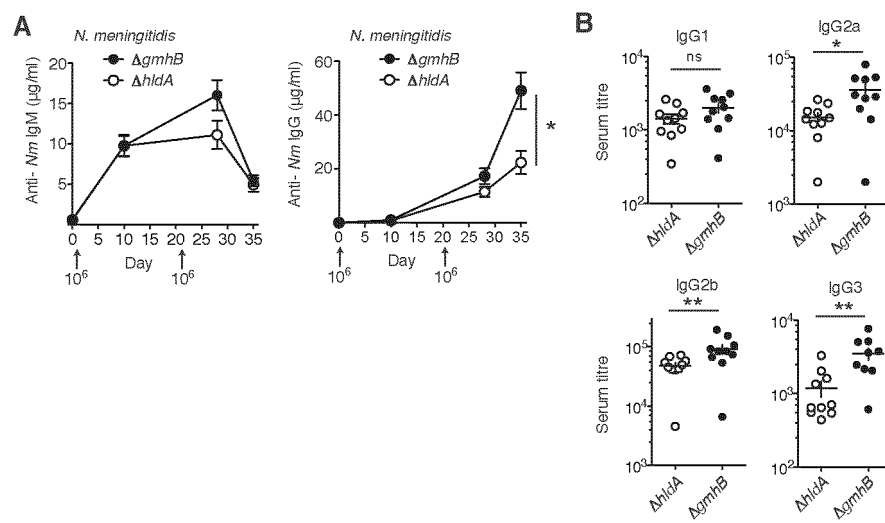 A
N. meningitidis
ΔgmhB
ΔhldA
Anti- Nm IgM (μg/ml)
20
15
10
5
0 5 10 15 20 25 30 35
Day
10⁶ 10⁶
N. meningitidis
ΔgmhB
ΔhldA
Anti- Nm IgG (μg/ml)
60
40
20
0
0 5 10 15 20 25 30 35
Day
10⁶ 10⁶
*
B
IgG1
ns
Serum titre
10⁴
10³
10²
ΔhldA ΔgmhB
IgG2a
*
10⁵
10⁴
10³
ΔhldA ΔgmhB
IgG2b
**
Serum titre
10⁵
10⁴
10³
ΔhldA ΔgmhB
IgG3
**
10⁴
10³
10²
ΔhldA ΔgmhB